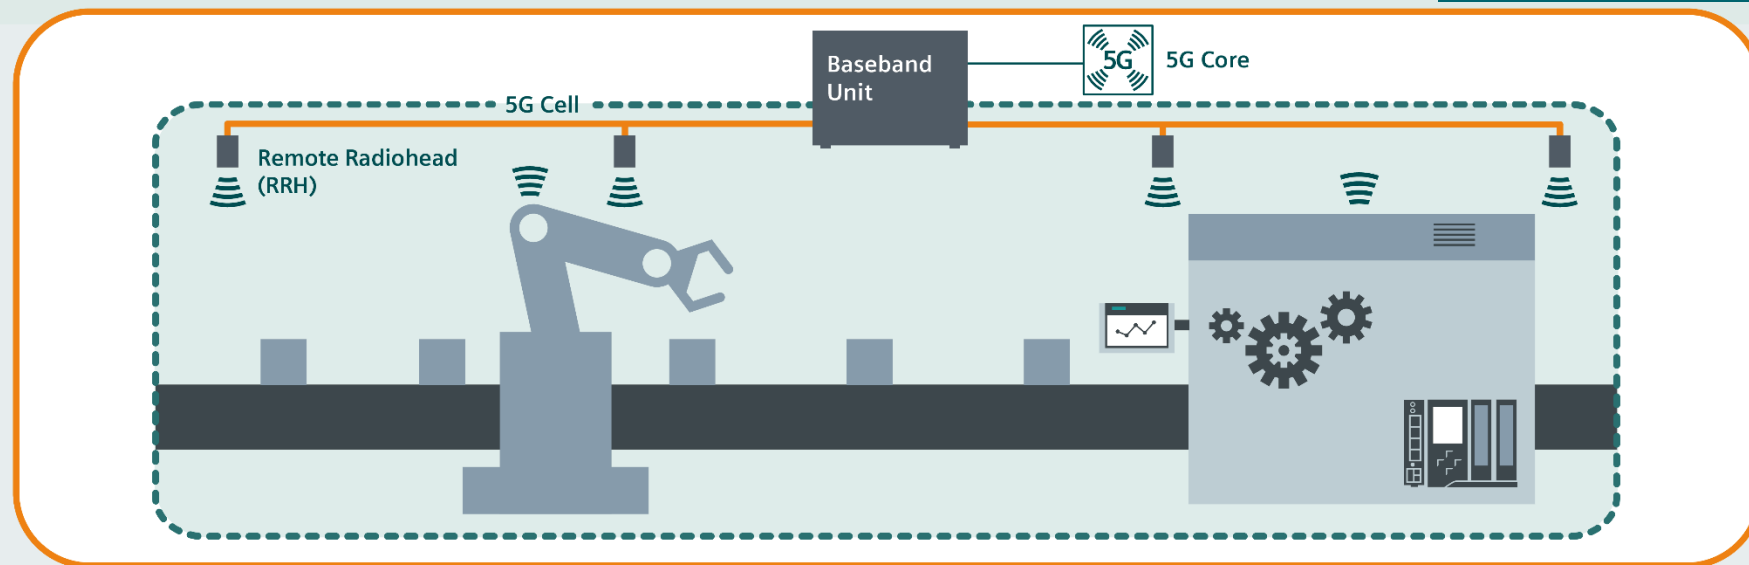 Baseband
Unit
5G
5G Core
5G Cell
Remote Radiohead
(RRH)